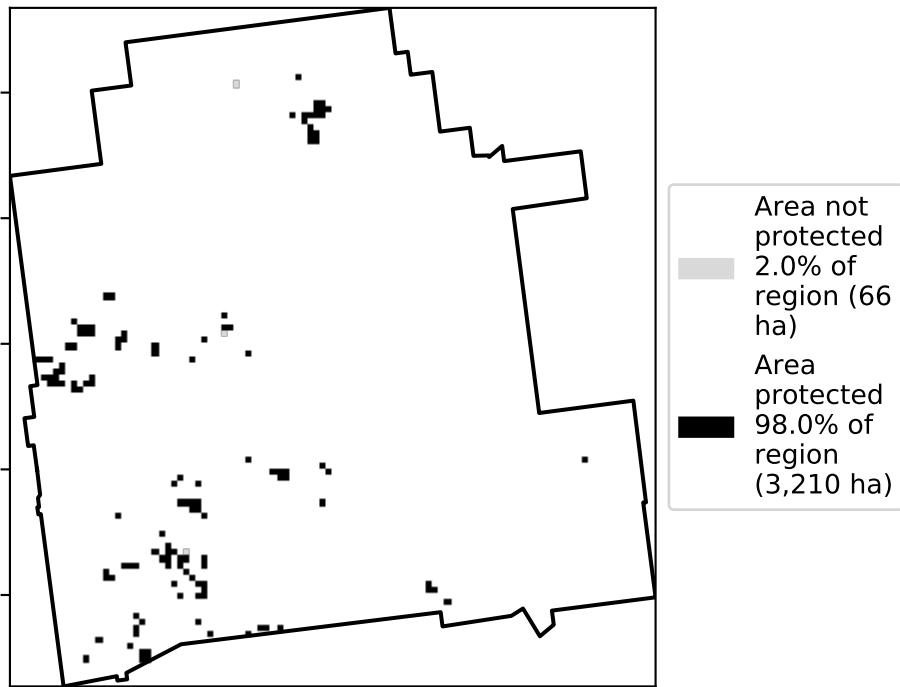 Area not
protected
2.0% of
region (66
ha)
Area
protected
98.0% of
region
(3,210 ha)